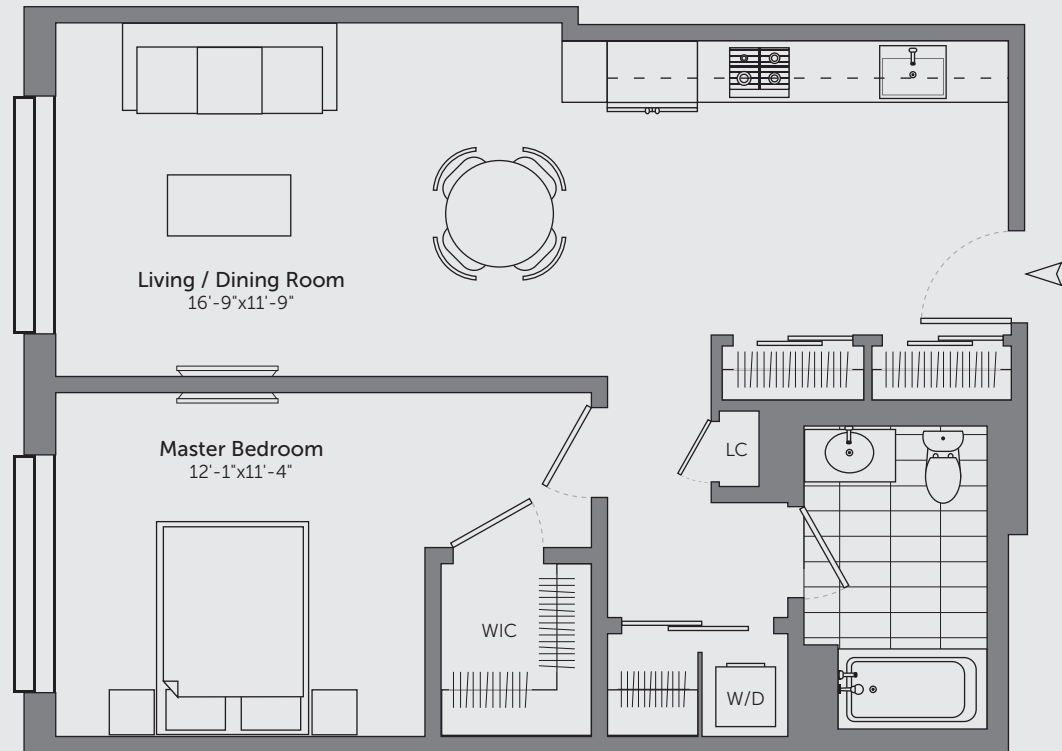 Living / Dining Room
16'-9"x11'-9"
Master Bedroom
12'-1"x11'-4"
LC
WIC
W/D